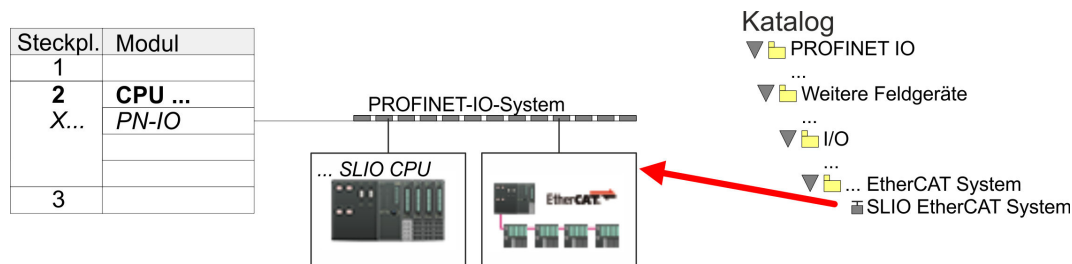 Steckpl. Modul
1
2 CPU ...
X... PN-IO
3
PROFINET-IO-System
... SLIO CPU
EtherCAT
Katalog
PROFINET IO
...
Weitere Feldgeräte
...
I/O
...
... EtherCAT System
SLIO EtherCAT System